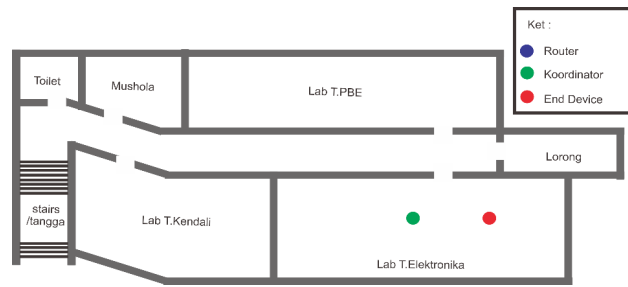 Ket :
Router
Koordinator
End Device
Toilet
Mushola
Lab T.PBE
Lorong
stairs
/tangga
Lab T.Kendali
Lab T.Elektronika